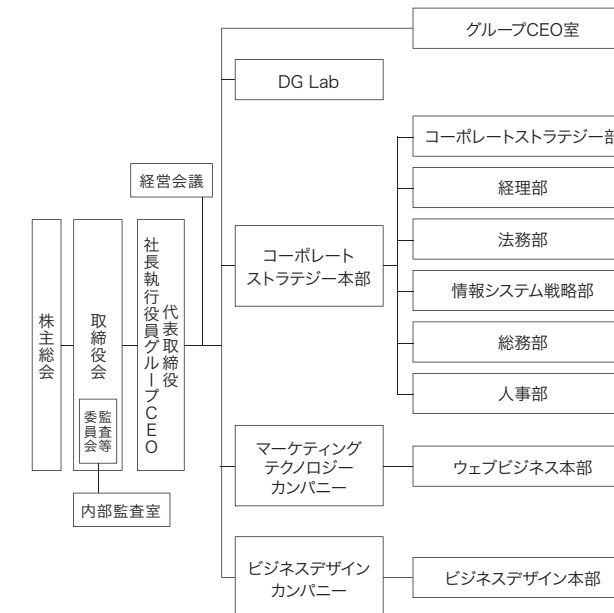 グループCEO室
DG Lab
コーポレートストラテジー部
経営会議
経理部
法務部
コーポレート
ストラテジー本部
情報システム戦略部
総務部
人事部
株主総会
取締役会
監査等
委員会
代表取締役
社長執行役員グループCEO
内部監査室
マーケティング
テクノロジー
カンパニー
ウェブビジネス本部
ビジネスデザイン
カンパニー
ビジネスデザイン本部